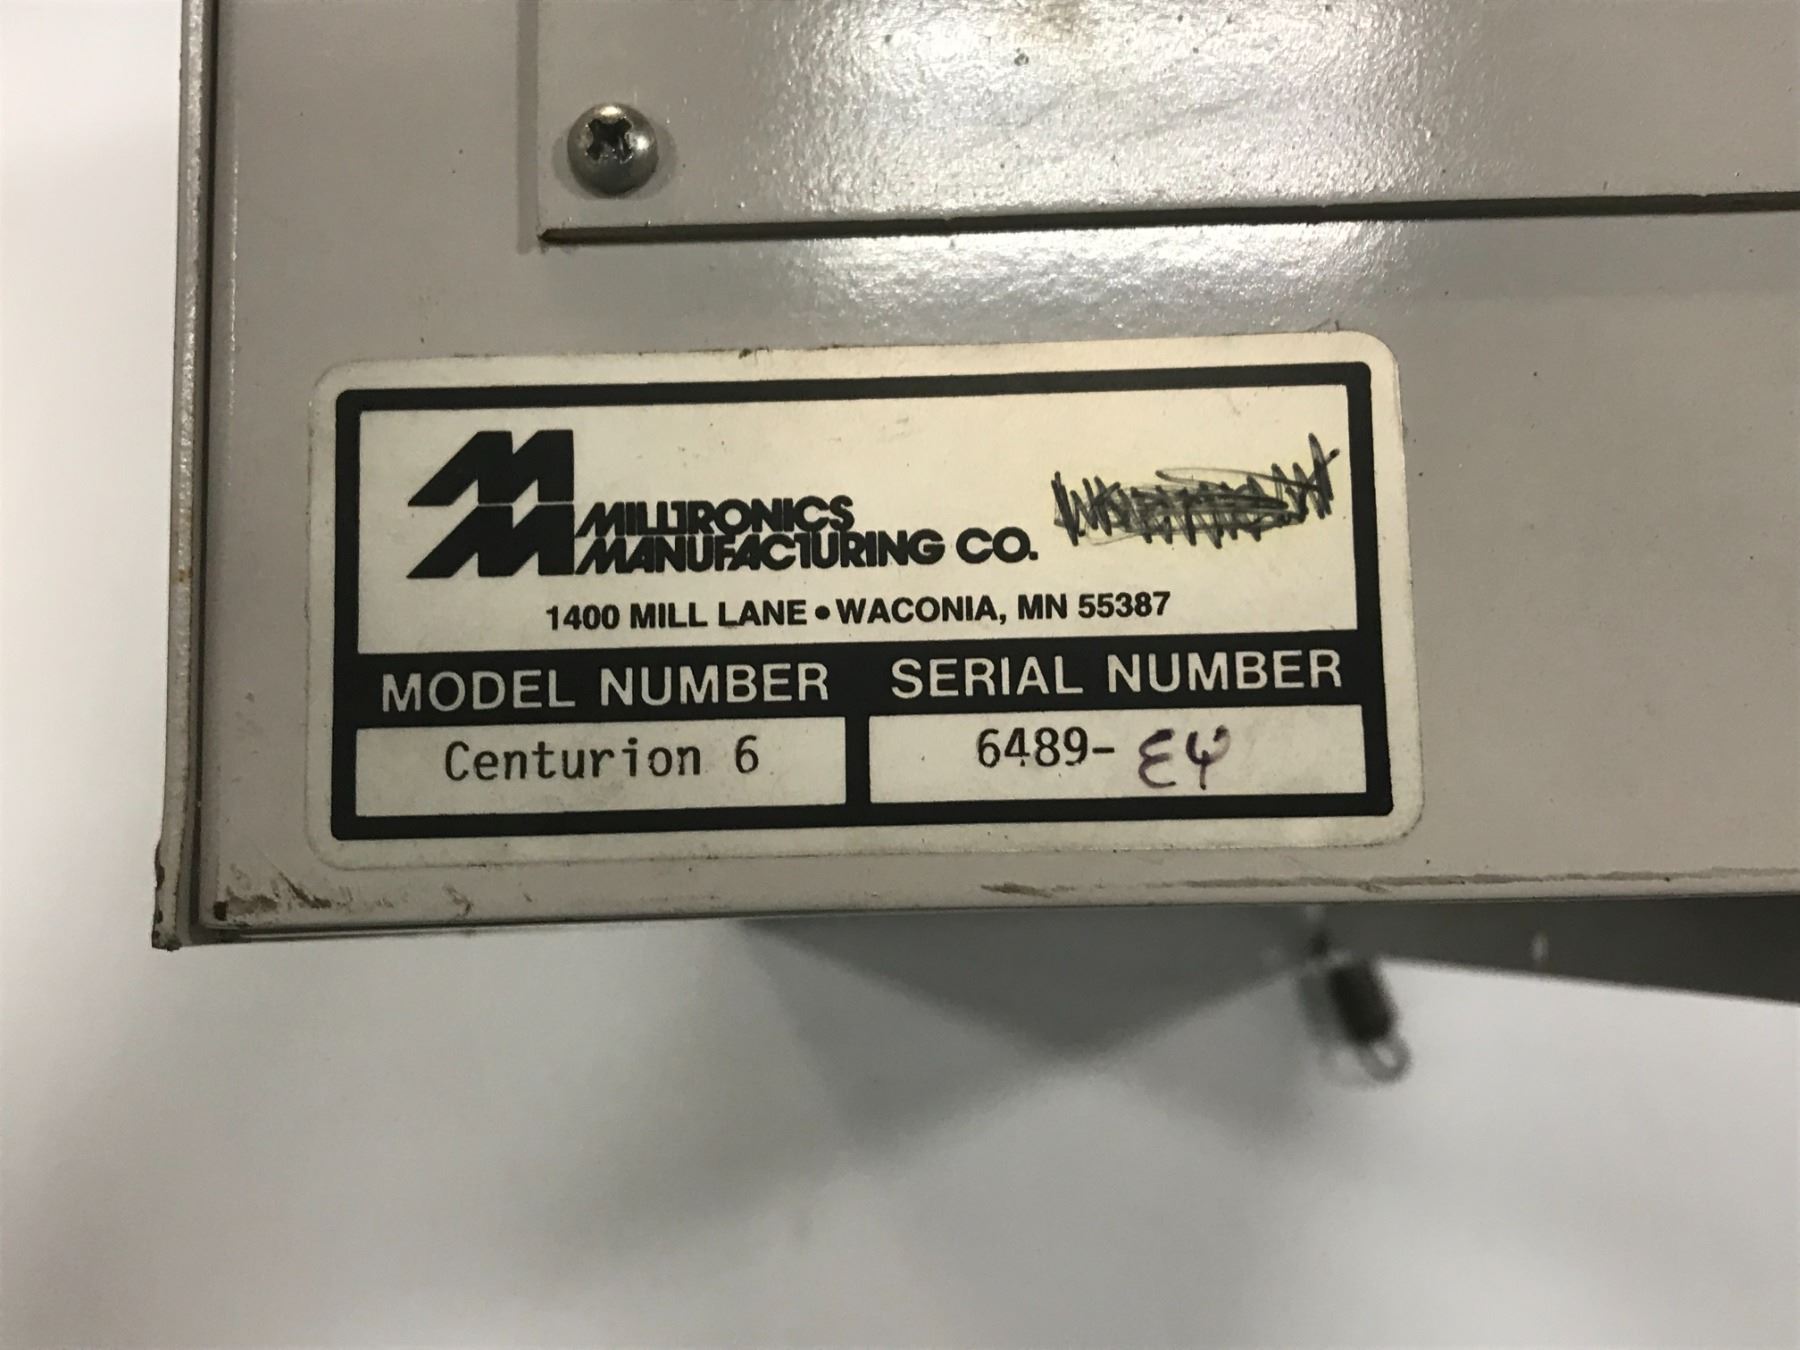 MILLTRONICS
MANUFACTURING CO.
1400 MILL LANE • WACONIA, MN 55387
MODEL NUMBER SERIAL NUMBER
Centurion 6 6489-